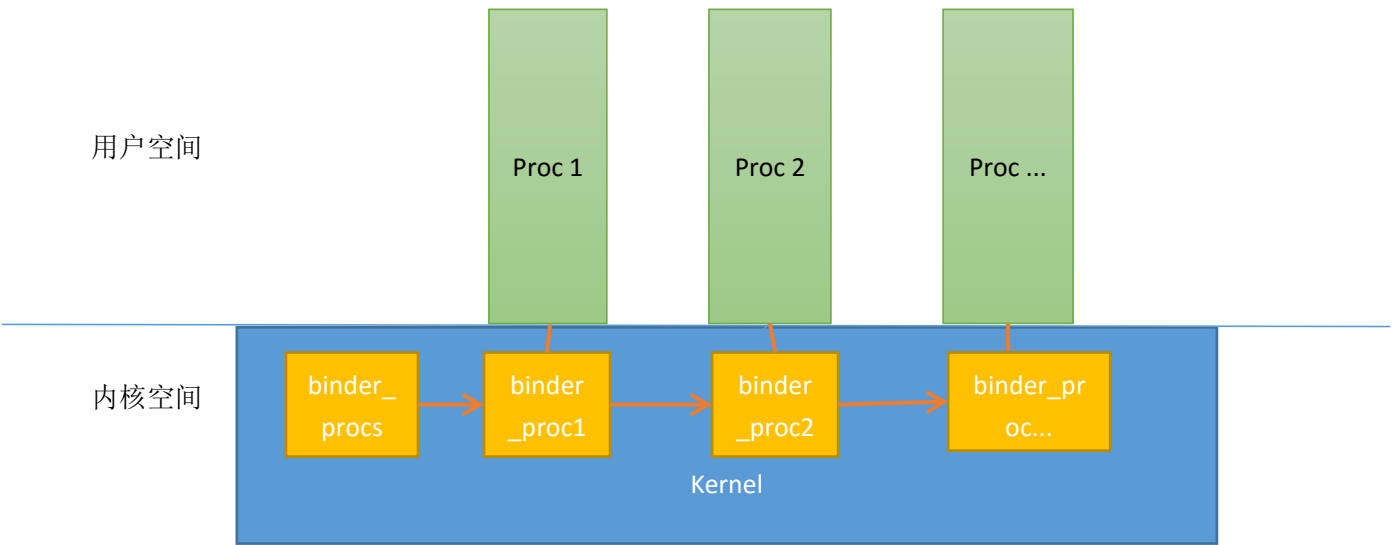 用户空间
Proc 1
Proc 2
Proc ...
内核空间
binder_
procs
binder
_proc1
binder
_proc2
binder_pr
oc...
Kernel